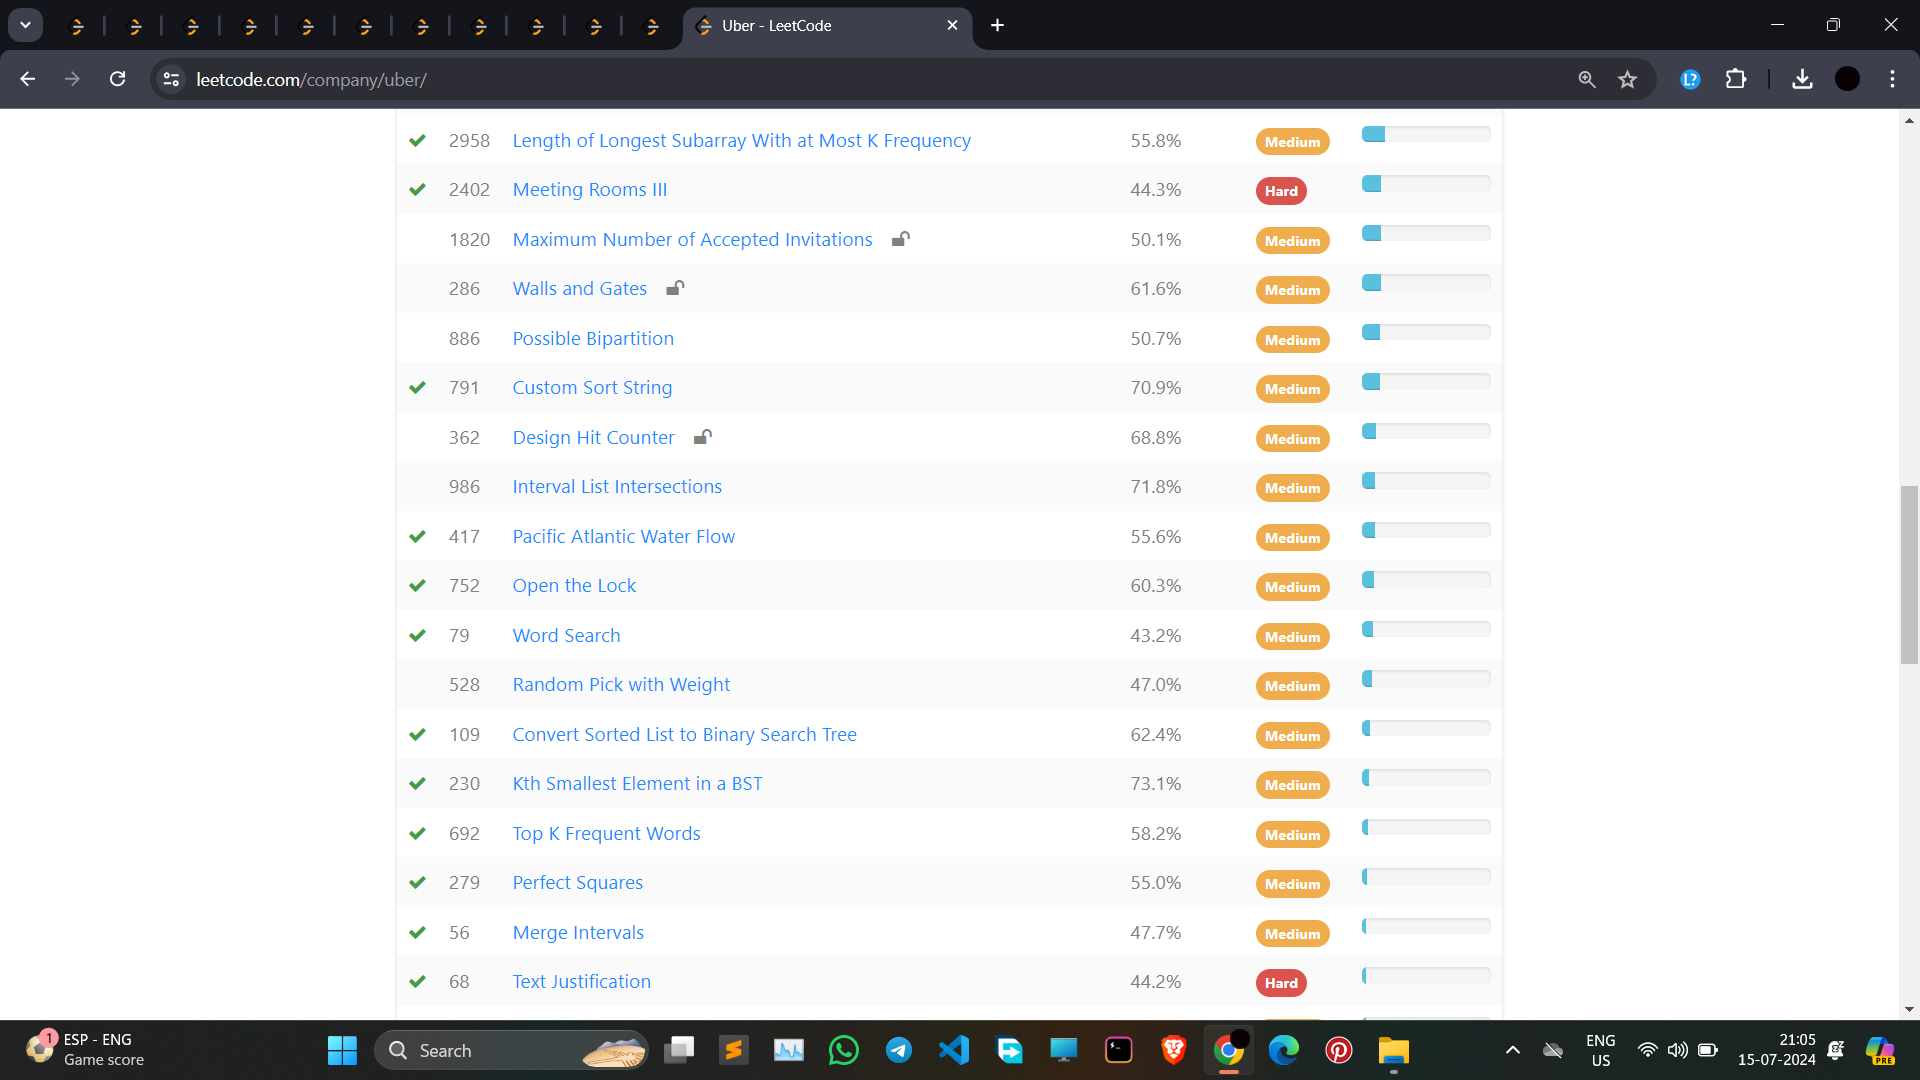 Uber - LeetCode
leetcode.com/company/uber/
2958 Length of Longest Subarray With at Most K Frequency 55.8% Medium
2402 Meeting Rooms III 44.3% Hard
1820 Maximum Number of Accepted Invitations 50.1% Medium
286 Walls and Gates 61.6% Medium
886 Possible Bipartition 50.7% Medium
791 Custom Sort String 70.9% Medium
362 Design Hit Counter 68.8% Medium
986 Interval List Intersections 71.8% Medium
417 Pacific Atlantic Water Flow 55.6% Medium
752 Open the Lock 60.3% Medium
79 Word Search 43.2% Medium
528 Random Pick with Weight 47.0% Medium
109 Convert Sorted List to Binary Search Tree 62.4% Medium
230 Kth Smallest Element in a BST 73.1% Medium
692 Top K Frequent Words 58.2% Medium
279 Perfect Squares 55.0% Medium
56 Merge Intervals 47.7% Medium
68 Text Justification 44.2% Hard
1 ESP - ENG
Game score
Search
ENG
US
21:05
15-07-2024
PRE